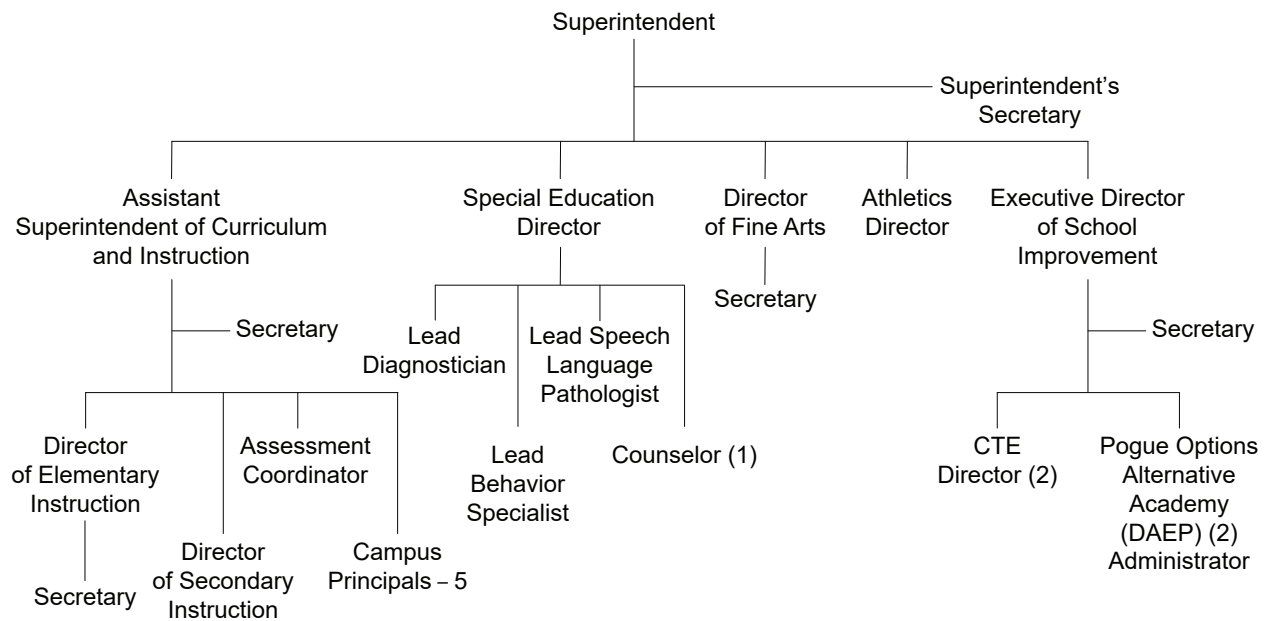 Superintendent
Superintendent’s
Secretary
Assistant
Superintendent of Curriculum
and Instruction
Special Education
Director
Director
of Fine Arts
Athletics
Director
Executive Director
of School
Improvement
Secretary
Lead
Diagnostician
Lead Speech
Language
Pathologist
Secretary
Secretary
Director
of Elementary
Instruction
Assessment
Coordinator
Lead
Behavior
Specialist
Counselor (1)
CTE
Director (2)
Pogue Options
Alternative
Academy
(DAEP) (2)
Administrator
Secretary
Director
of Secondary
Instruction
Campus
Principals – 5